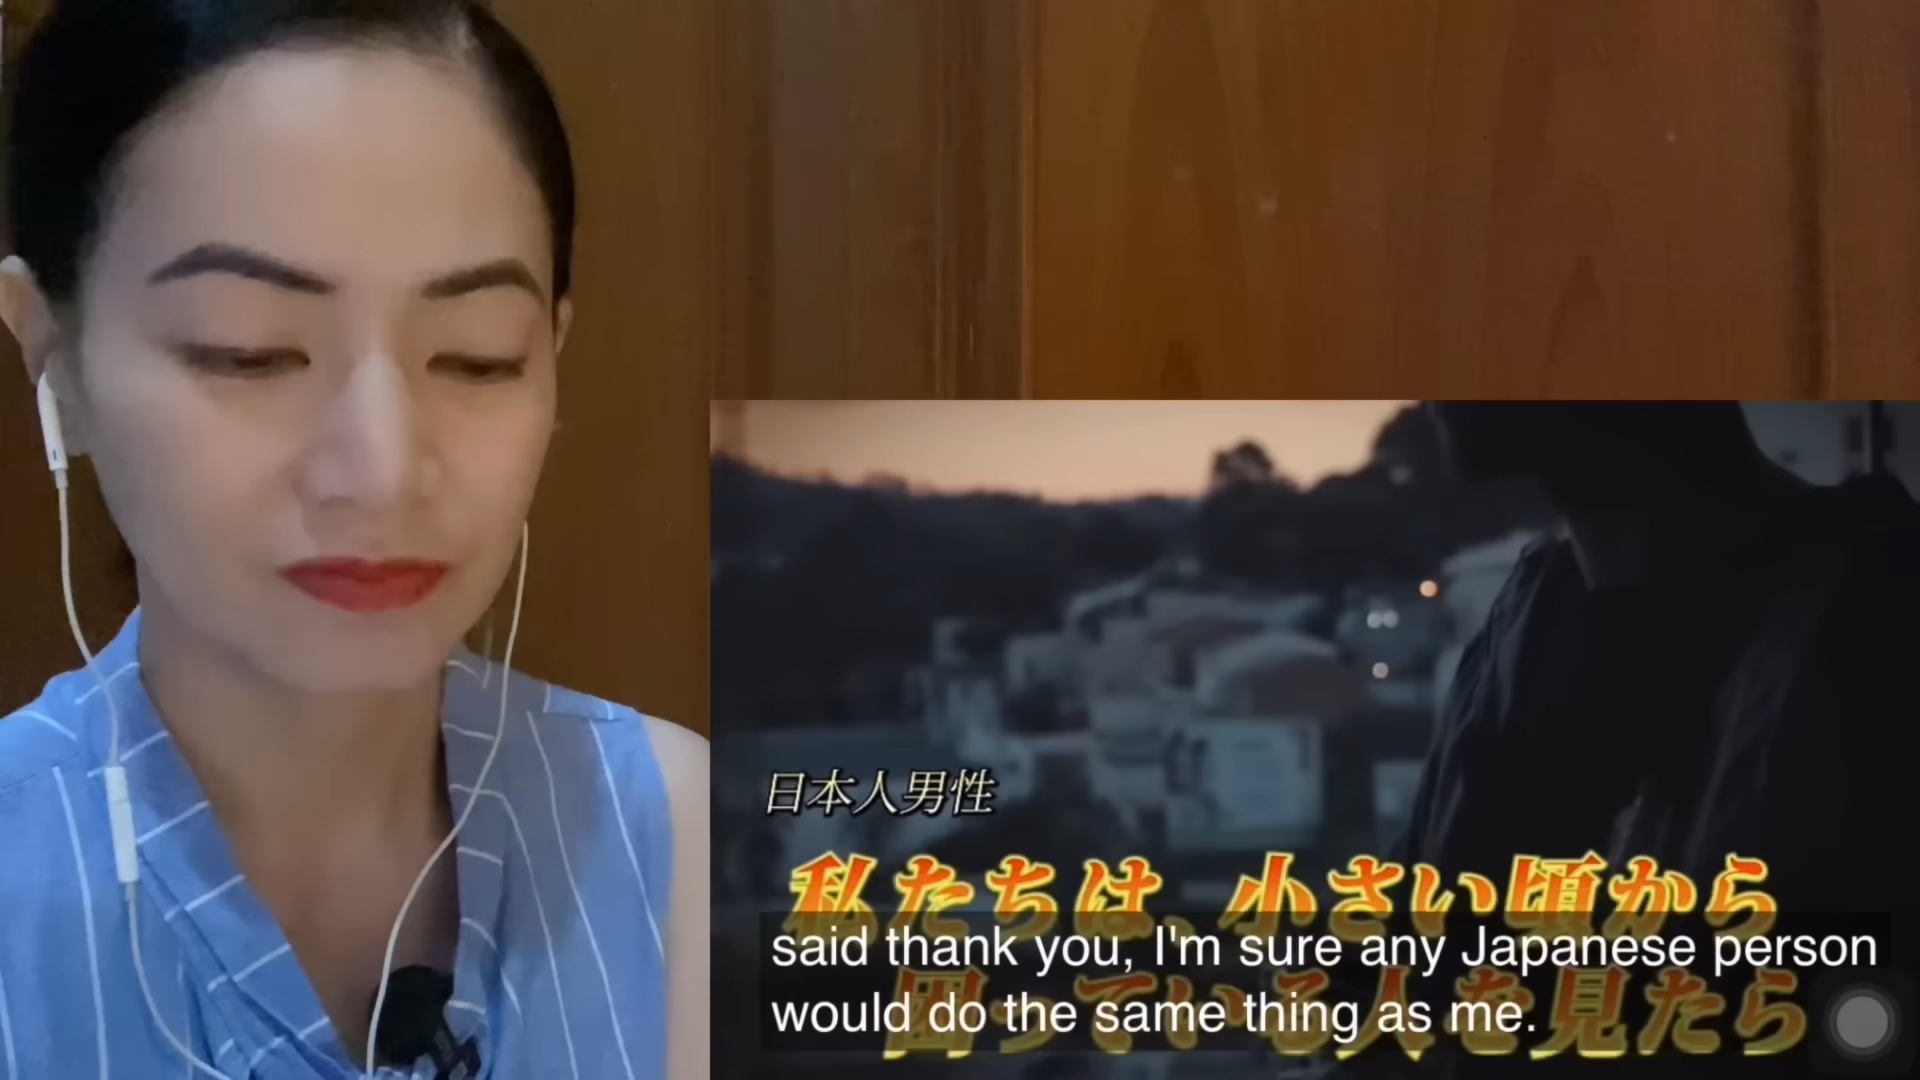 日本人男性
私たちは、小さい頃から
said thank you, I'm sure any Japanese person
would do the same thing as me.
困っている人を見たら